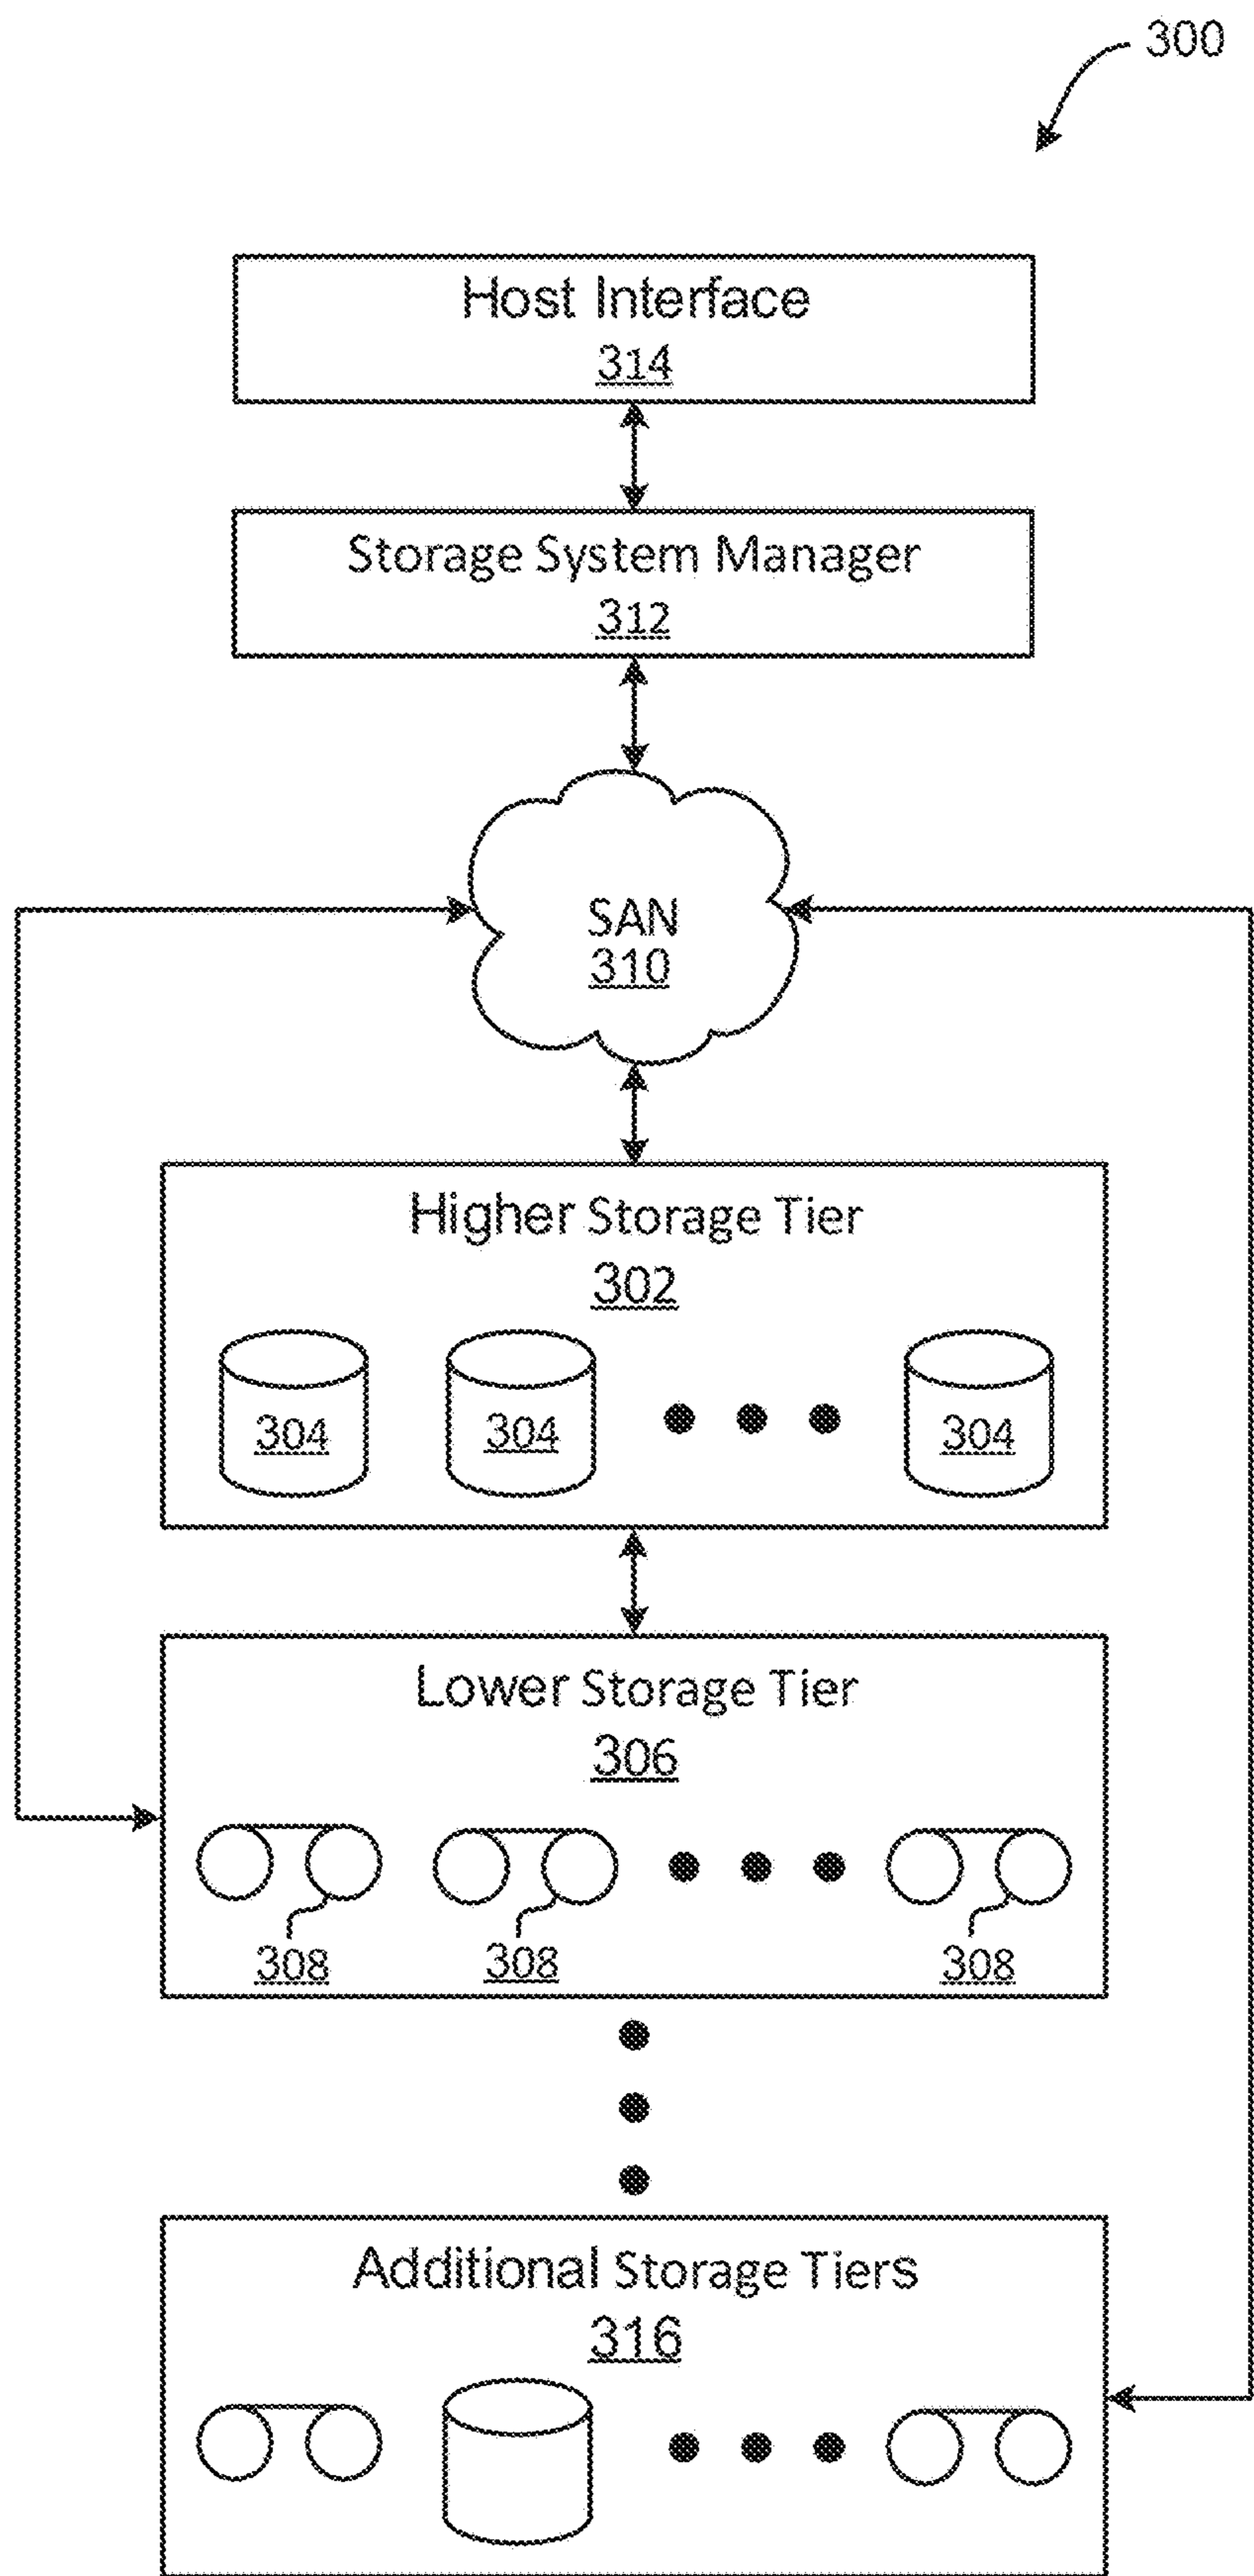 300
Host Interface
314
Storage System Manager
312
SAN
310
Higher Storage Tier
302
304 304 304
Lower Storage Tier
306
308 308 308
Additional Storage Tiers
316